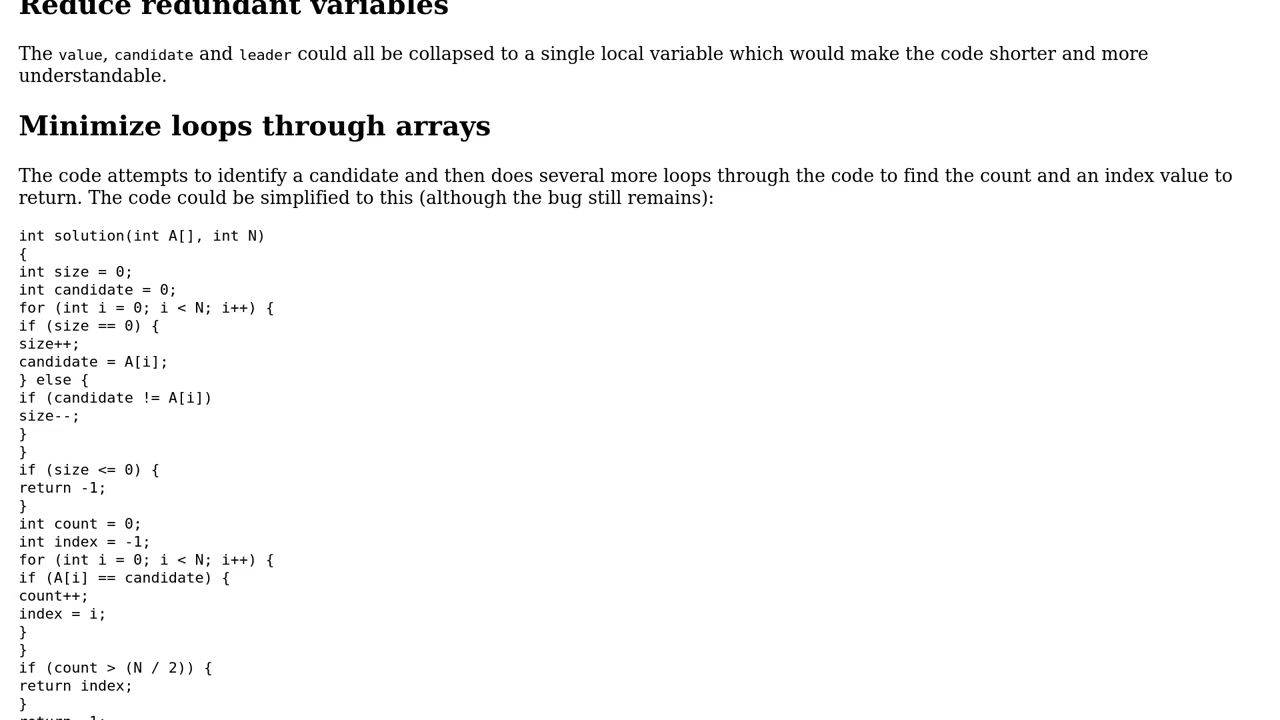 Reduce redundant variables
The value, candidate and leader could all be collapsed to a single local variable which would make the code shorter and more
understandable.
Minimize loops through arrays
The code attempts to identify a candidate and then does several more loops through the code to find the count and an index value to
return. The code could be simplified to this (although the bug still remains):
int solution(int A[], int N)
{
int size = 0;
int candidate = 0;
for (int i = 0; i < N; i++) {
if (size == 0) {
size++;
candidate = A[i];
} else {
if (candidate != A[i])
size--;
}
}
if (size <= 0) {
return -1;
}
int count = 0;
int index = -1;
for (int i = 0; i < N; i++) {
if (A[i] == candidate) {
count++;
index = i;
}
}
if (count > (N / 2)) {
return index;
}
return -1;